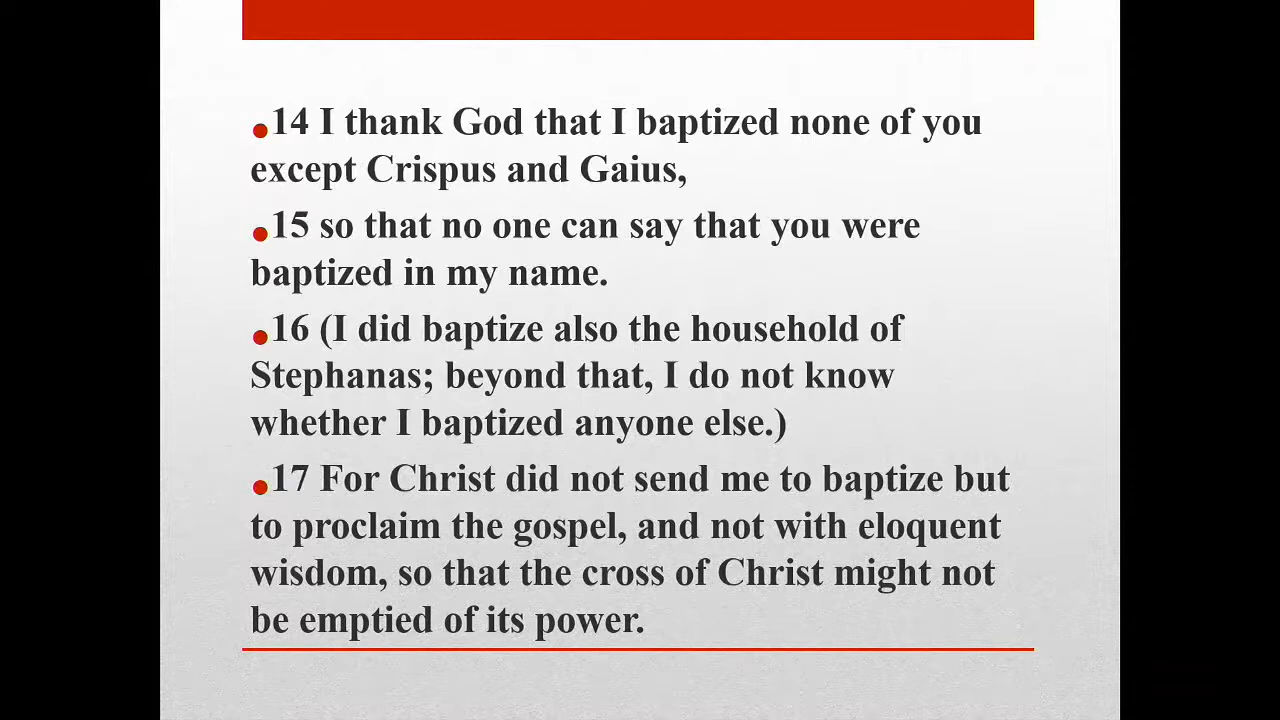 •14 I thank God that I baptized none of you
except Crispus and Gaius,
•15 so that no one can say that you were
baptized in my name.
•16 (I did baptize also the household of
Stephanas; beyond that, I do not know
whether I baptized anyone else.)
•17 For Christ did not send me to baptize but
to proclaim the gospel, and not with eloquent
wisdom, so that the cross of Christ might not
be emptied of its power.